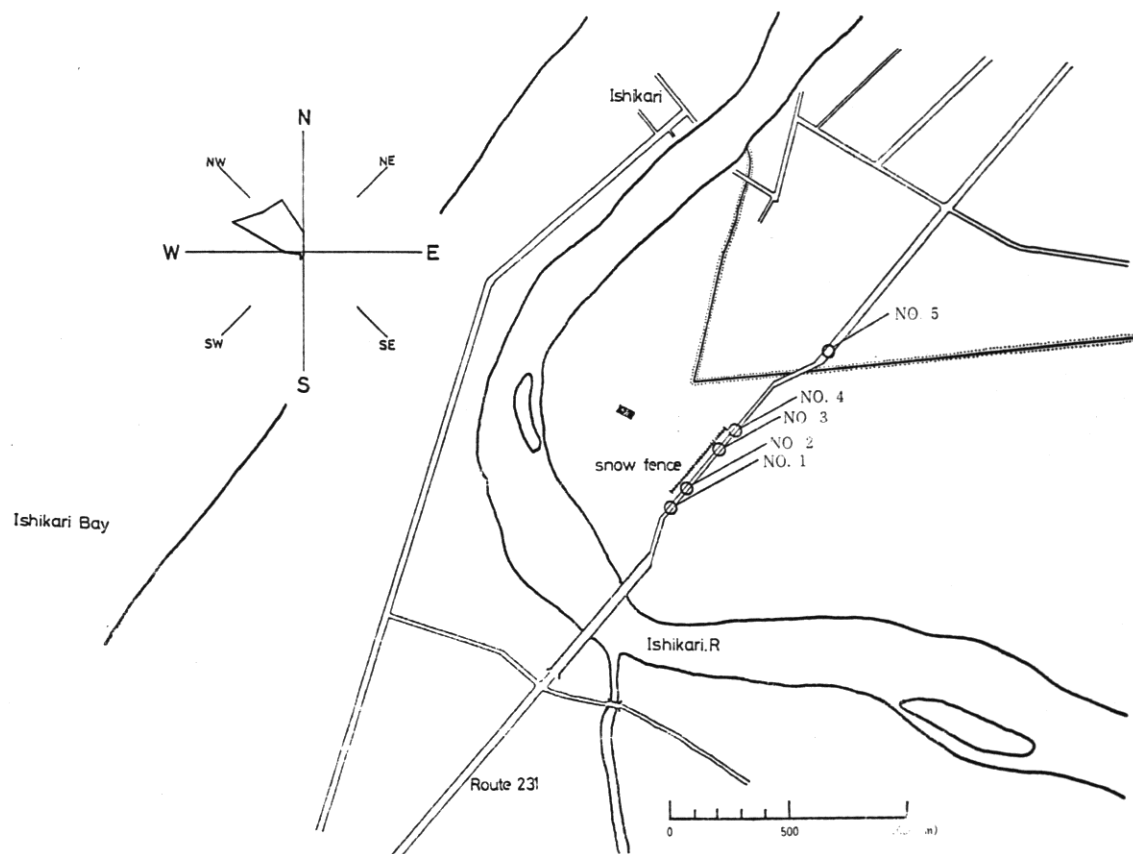 Ishikari
N
NW
NE
W
E
SW
SE
S
NO. 5
NO. 4
NO. 3
NO 2
NO. 1
snow fence
Ishikari Bay
Ishikari.R
Route 231
0
500
m)